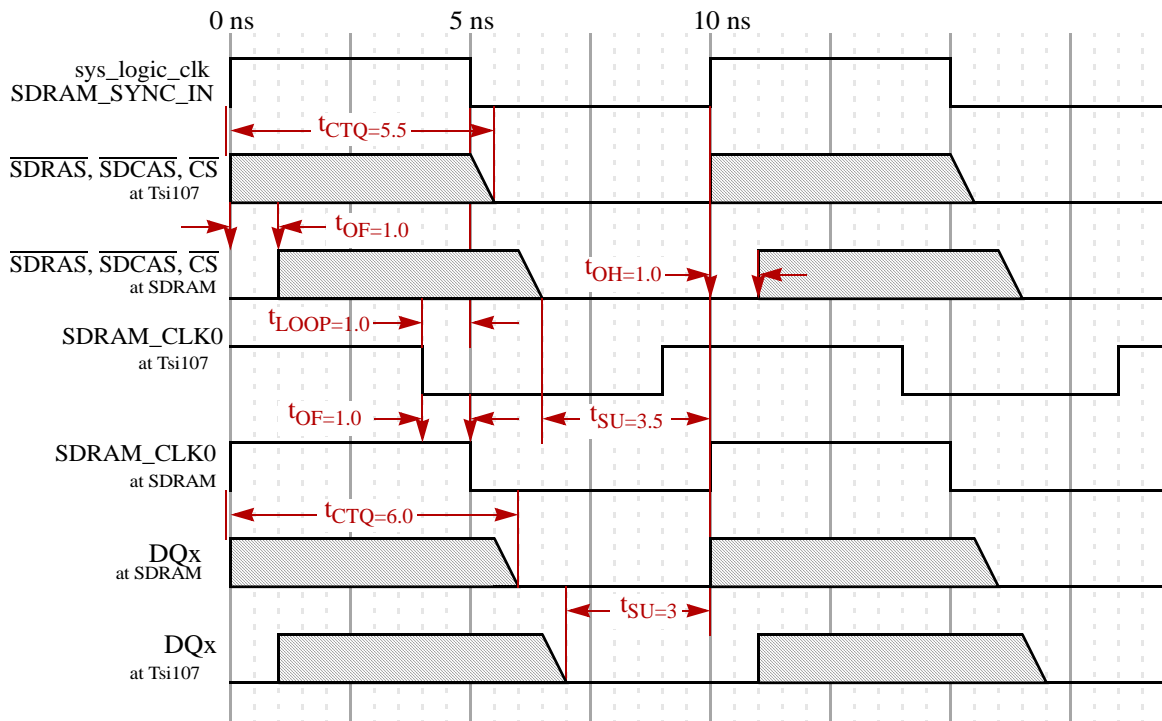 0 ns 5 ns 10 ns
sys_logic_clk
SDRAM_SYNC_IN
tCTQ=5.5
SDRAS, SDCAS, CS
at Tsi107
tOF=1.0
SDRAS, SDCAS, CS
at SDRAM
tOH=1.0
tLOOP=1.0
SDRAM_CLK0
at Tsi107
tOF=1.0
tSU=3.5
SDRAM_CLK0
at SDRAM
tCTQ=6.0
DQx
at SDRAM
tSU=3
DQx
at Tsi107